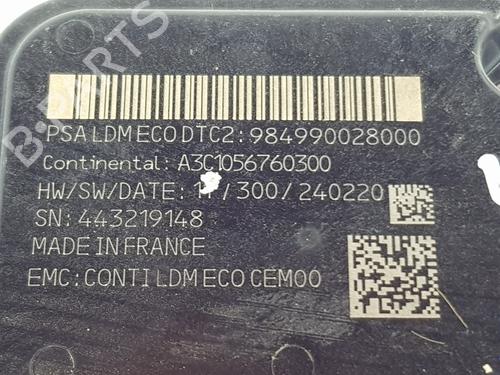 PSA LDM ECO DTC2:984990028000
Continental: A3C1056760300
HW/SW/DATE: 11/300/240220
SN: 443219148
MADE IN FRANCE
EMC:CONTI LDM ECO CEM00